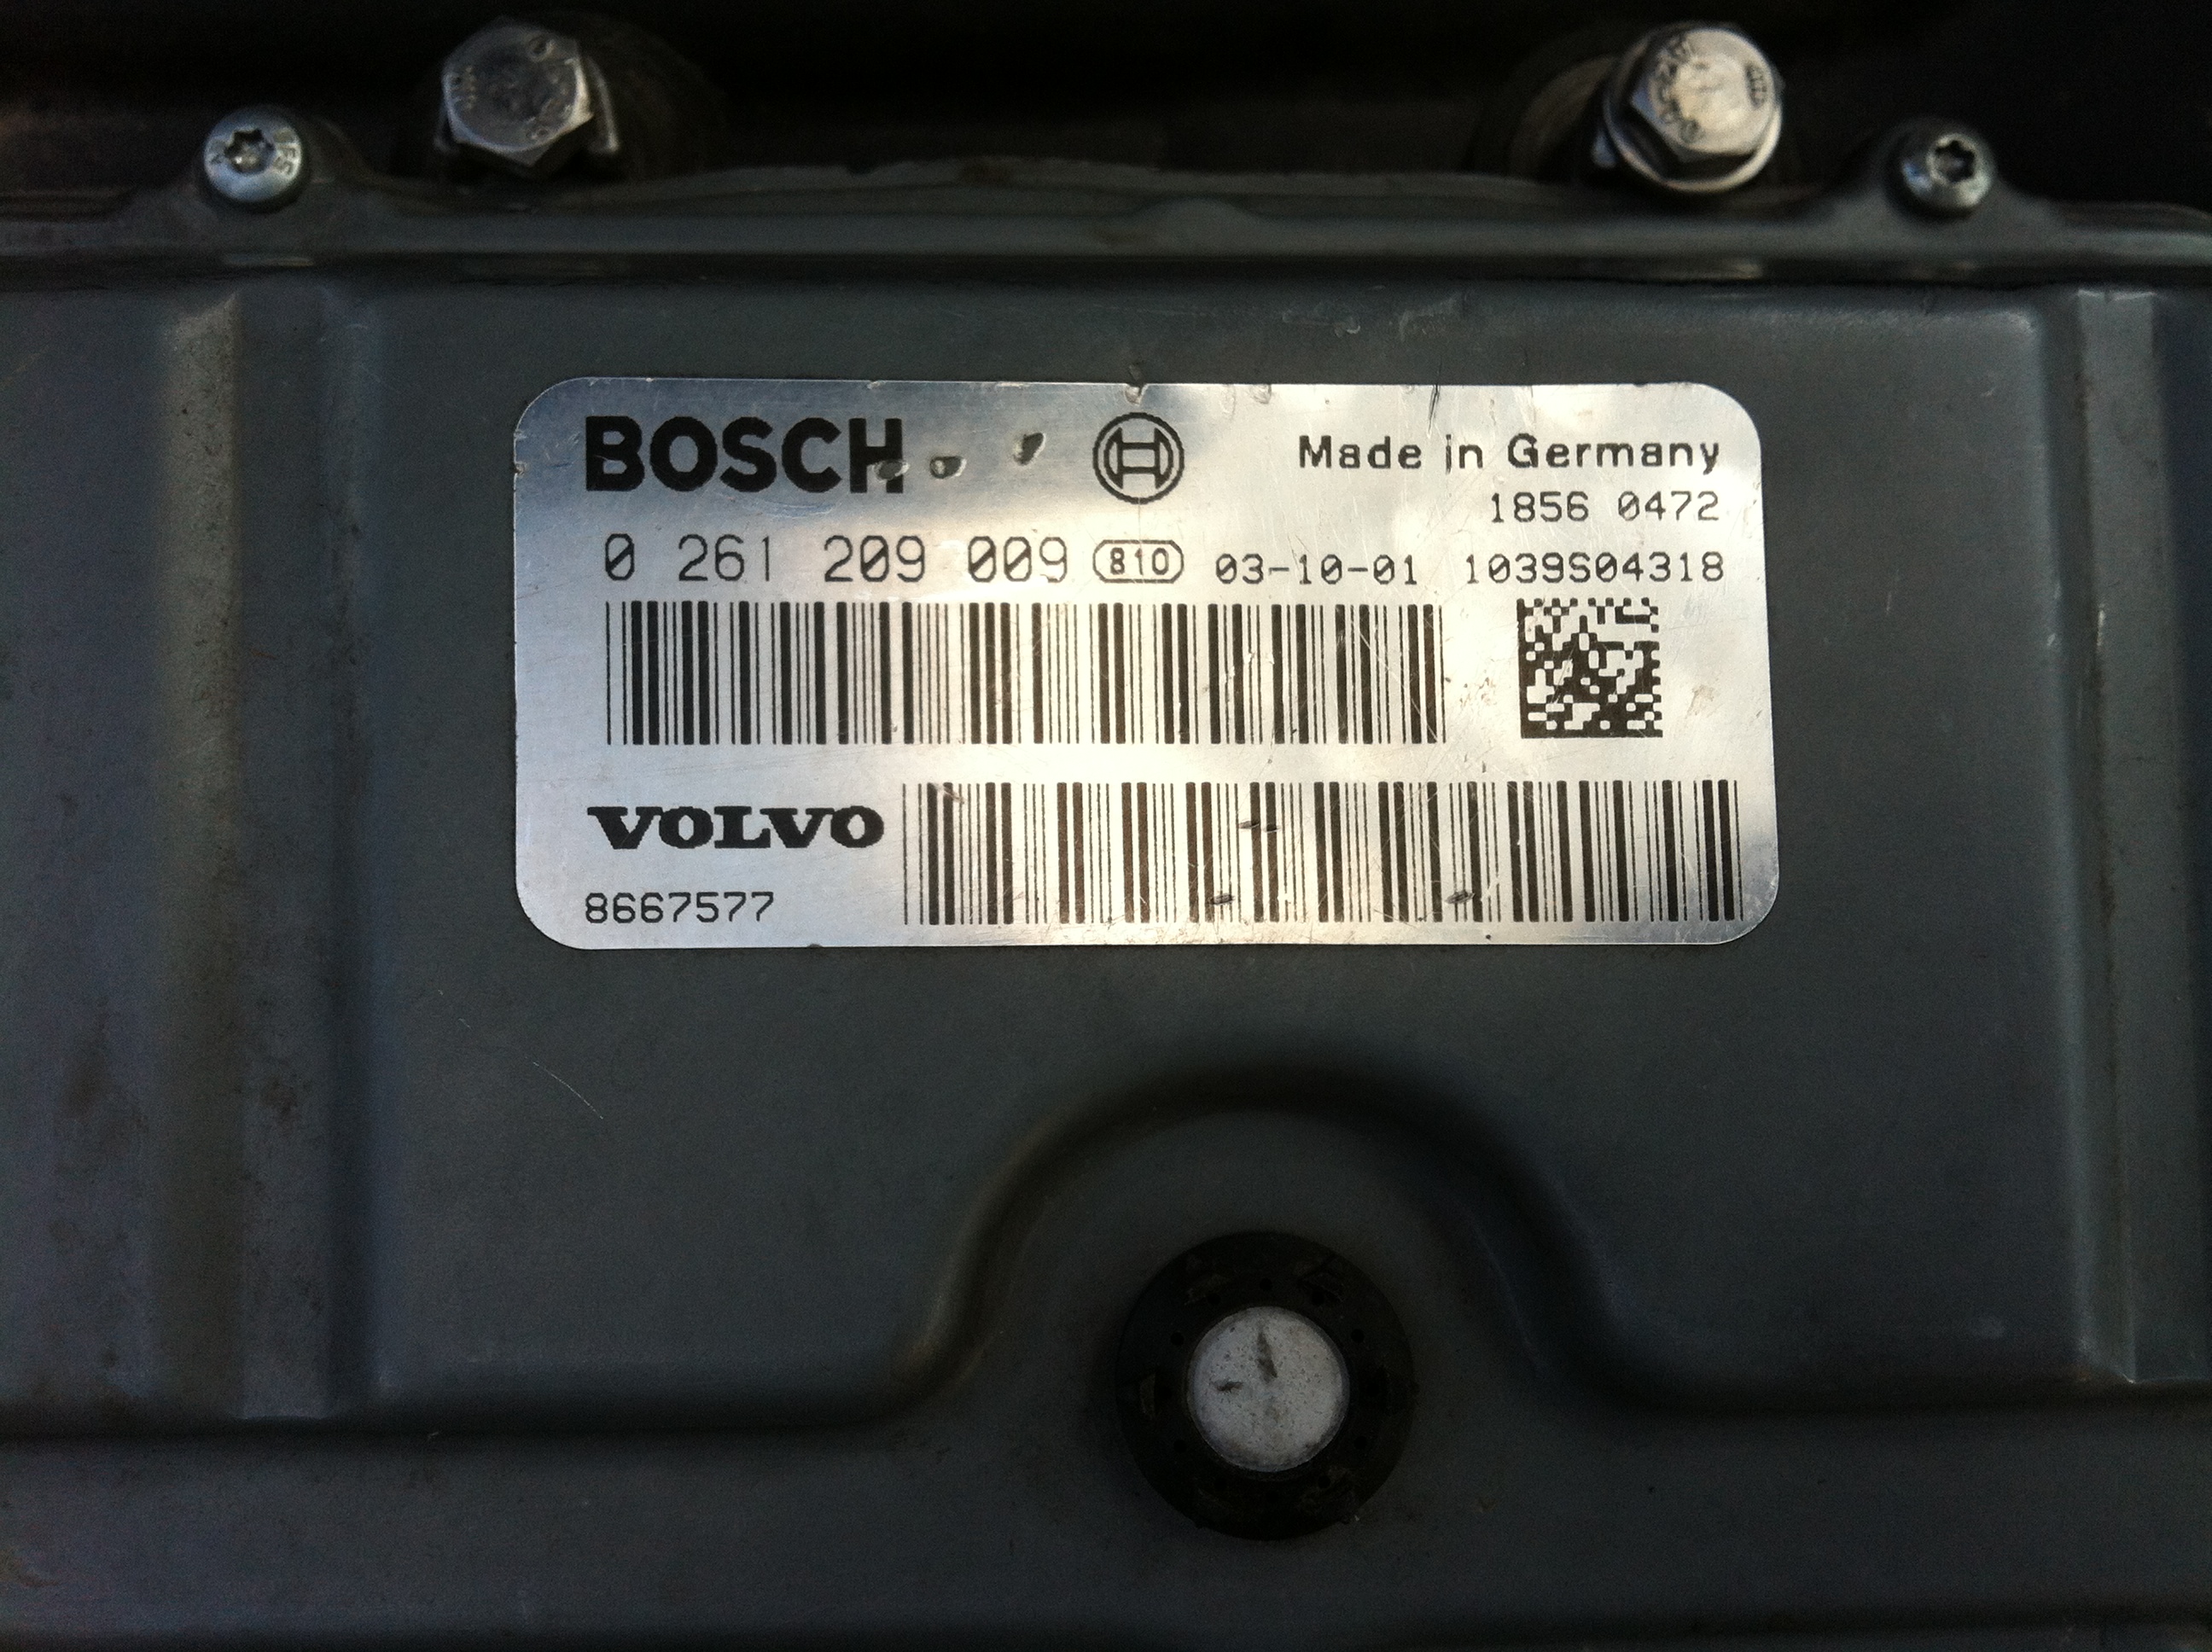 BOSCH Made in Germany
1856 0472
0 261 209 009 810 03-10-01 1039S04318
VOLVO
8667577